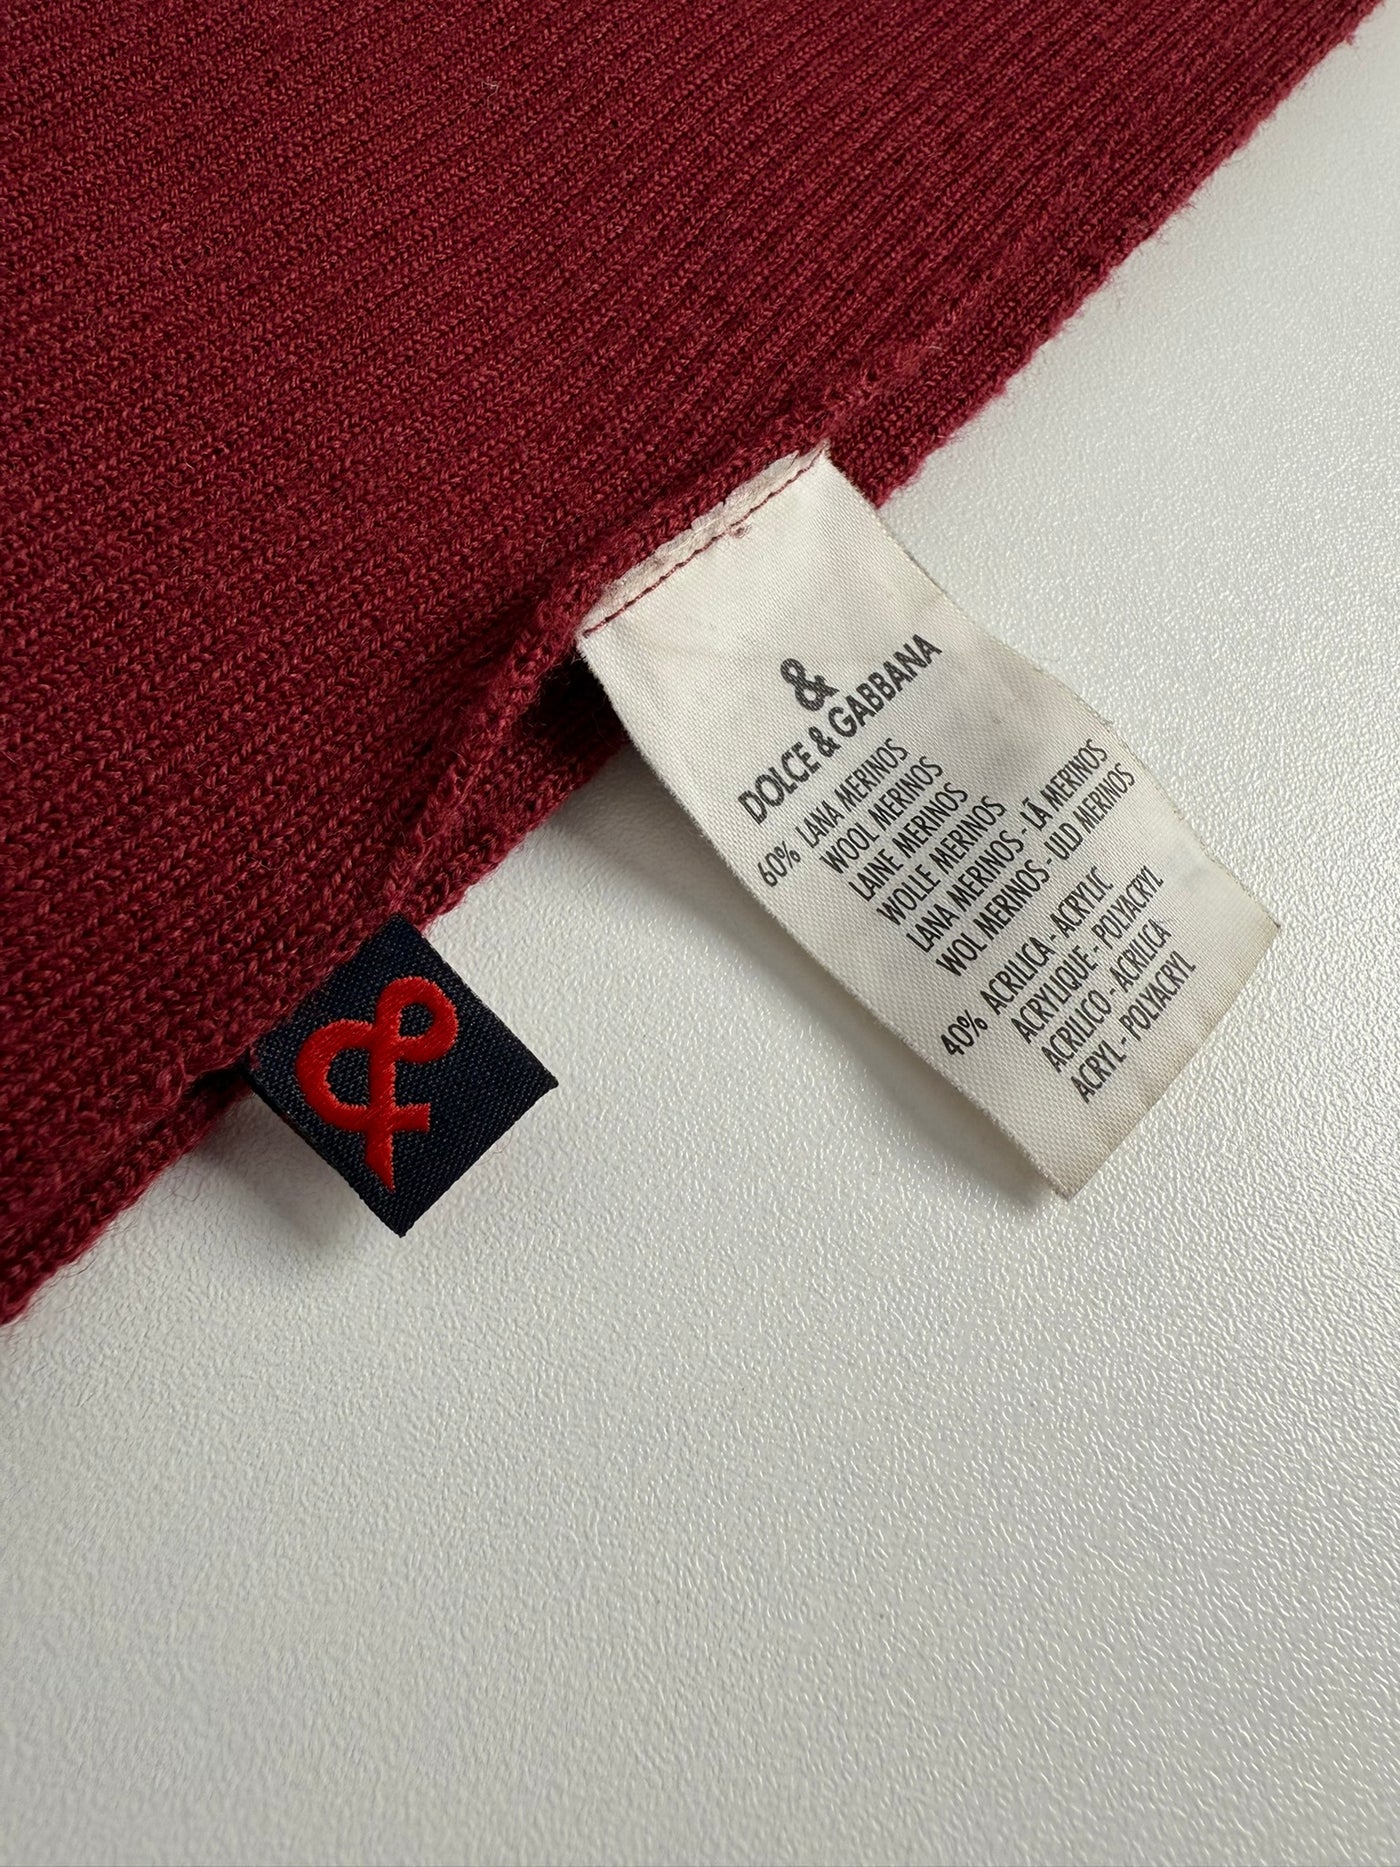 &
DOLCE & GABBANA
60% LANA MERINOS
WOOL MERINOS
LAINE MERINOS
WOLLE MERINOS
LANA MERINOS - LÃ MERINOS
WOL MERINOS - ULD MERINOS
40% ACRILICA - ACRYLIC
ACRYLIQUE - POLYACRYL
ACRILICO - ACRILICA
ACRYL - POLYACRYL
&